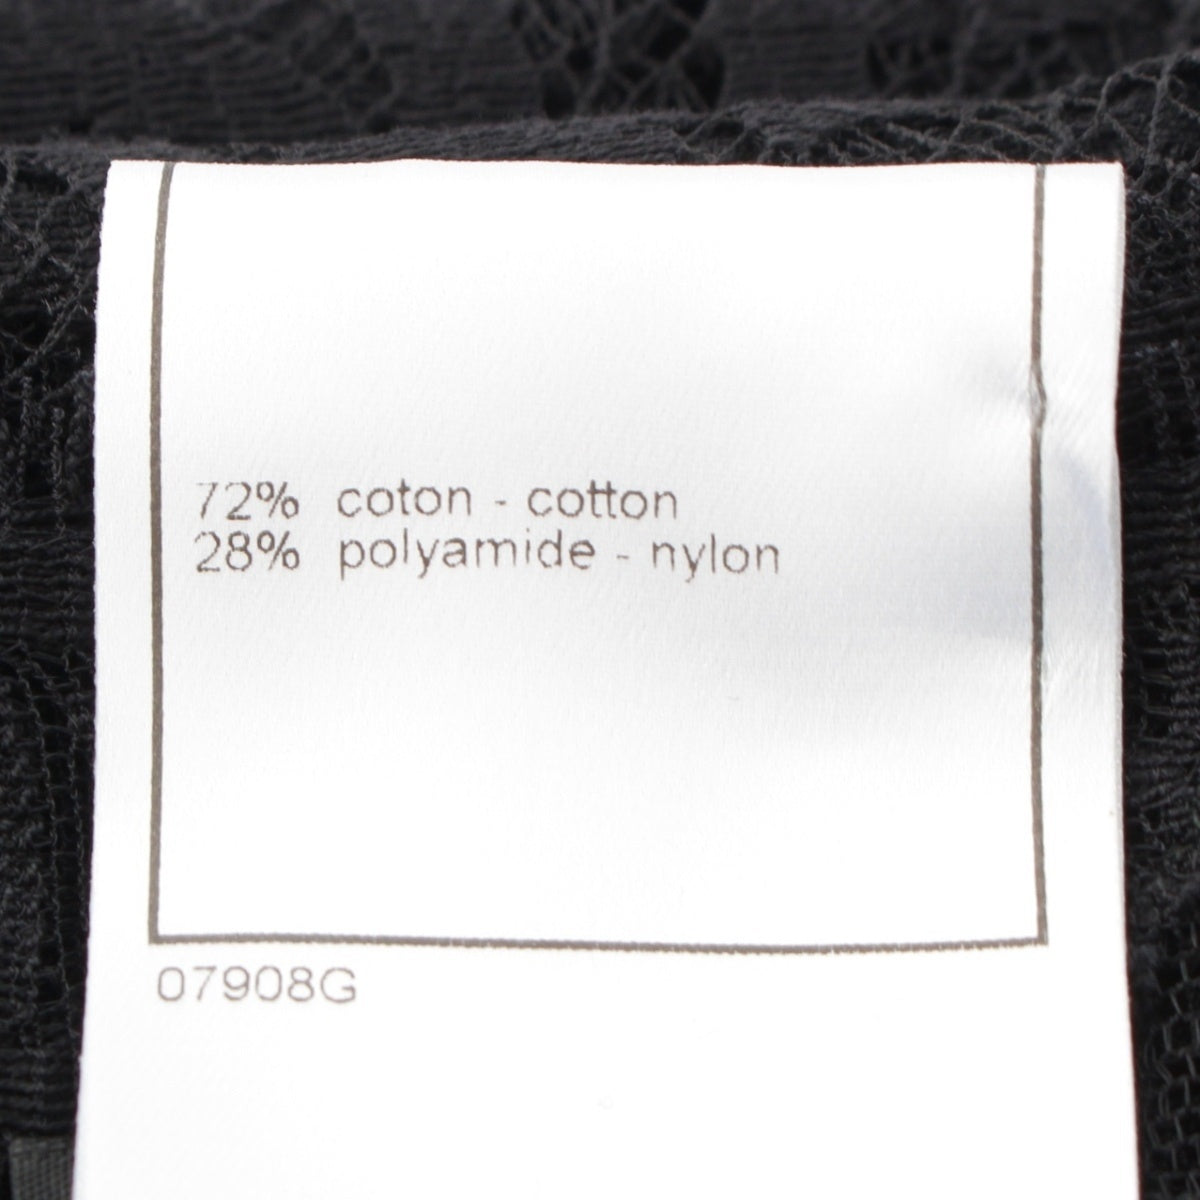 72% coton - cotton
28% polyamide - nylon
07908G